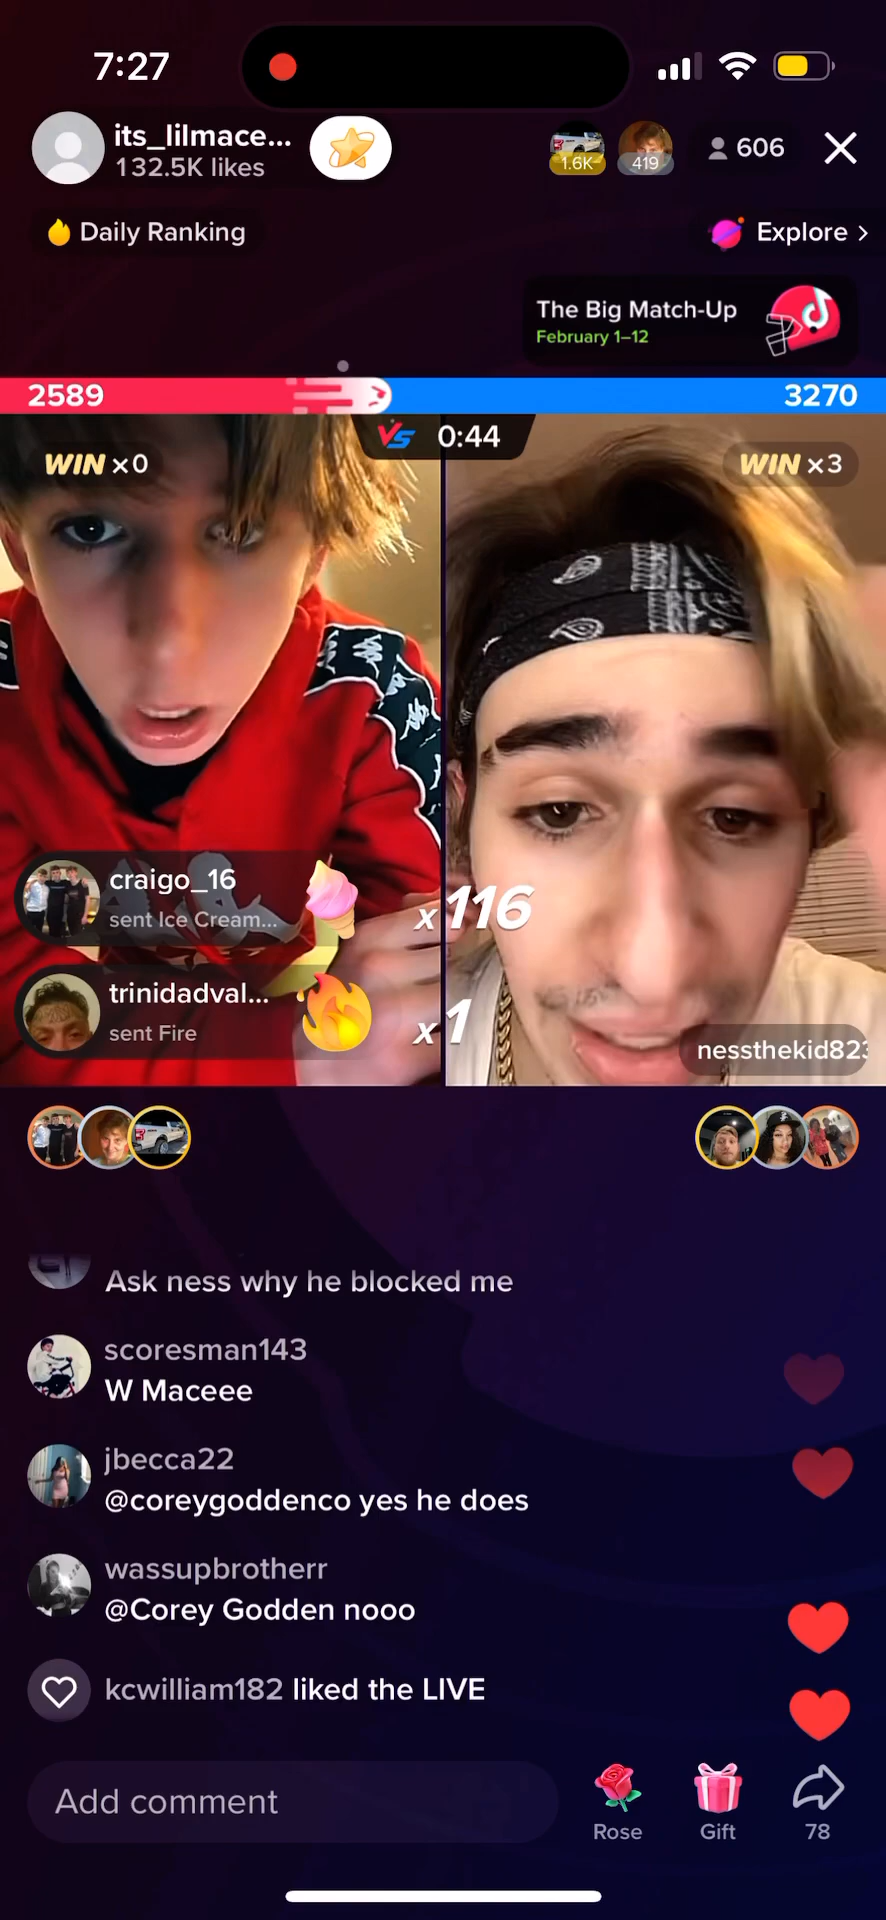 7:27
its_lilmace...
132.5K likes
1.6K
419
606
Daily Ranking
Explore >
The Big Match-Up
February 1–12
2589
3270
VS 0:44
WIN x0
WIN x3
craigo_16
sent Ice Cream...
x116
trinidadval...
sent Fire
x1
nessthekid823
Ask ness why he blocked me
scoresman143
W Maceee
jbecca22
@coreygoddenco yes he does
wassupbrotherr
@Corey Godden nooo
kcwilliam182 liked the LIVE
Add comment
Rose
Gift
78